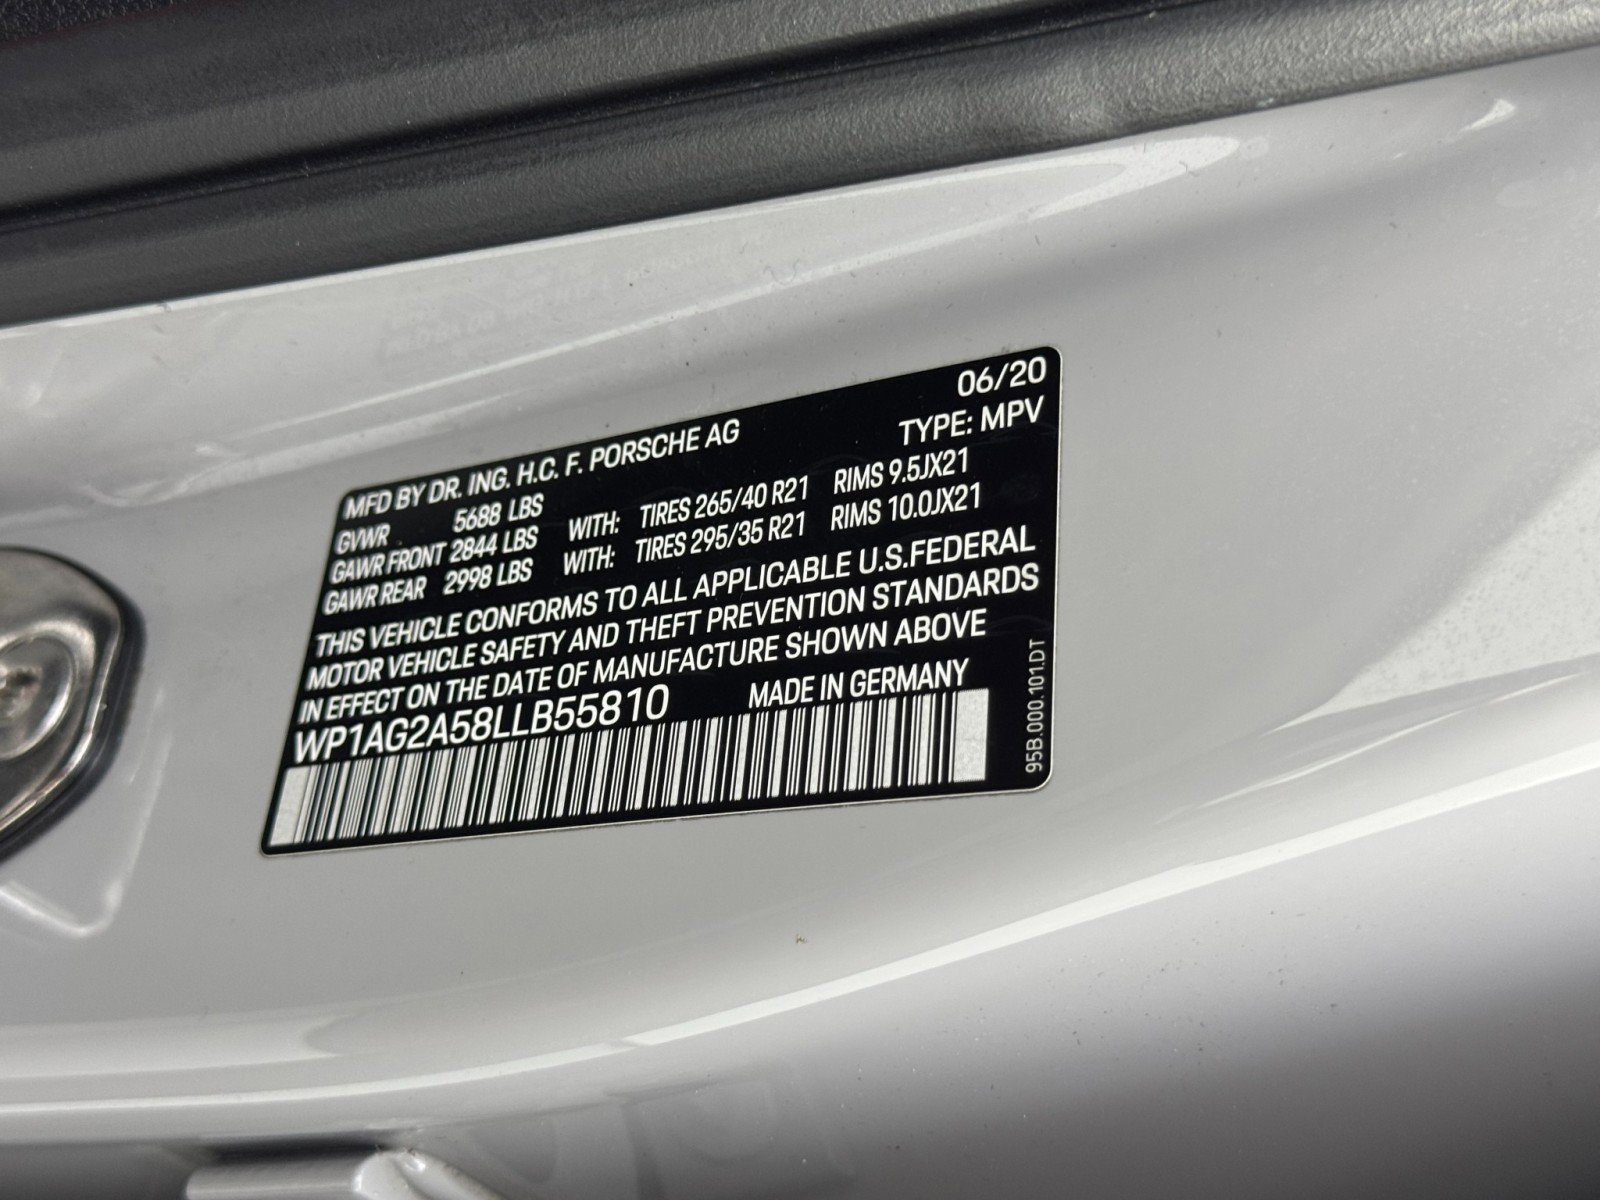 06/20
MFD BY DR. ING. H.C. F. PORSCHE AG TYPE: MPV
GVWR 5688 LBS WITH: TIRES 265/40 R21 RIMS 9.5JX21
GAWR FRONT 2844 LBS WITH: TIRES 295/35 R21 RIMS 10.0JX21
GAWR REAR 2998 LBS
THIS VEHICLE CONFORMS TO ALL APPLICABLE U.S.FEDERAL
MOTOR VEHICLE SAFETY AND THEFT PREVENTION STANDARDS
IN EFFECT ON THE DATE OF MANUFACTURE SHOWN ABOVE
WP1AG2A58LLB55810 MADE IN GERMANY
95B.000.101.DT